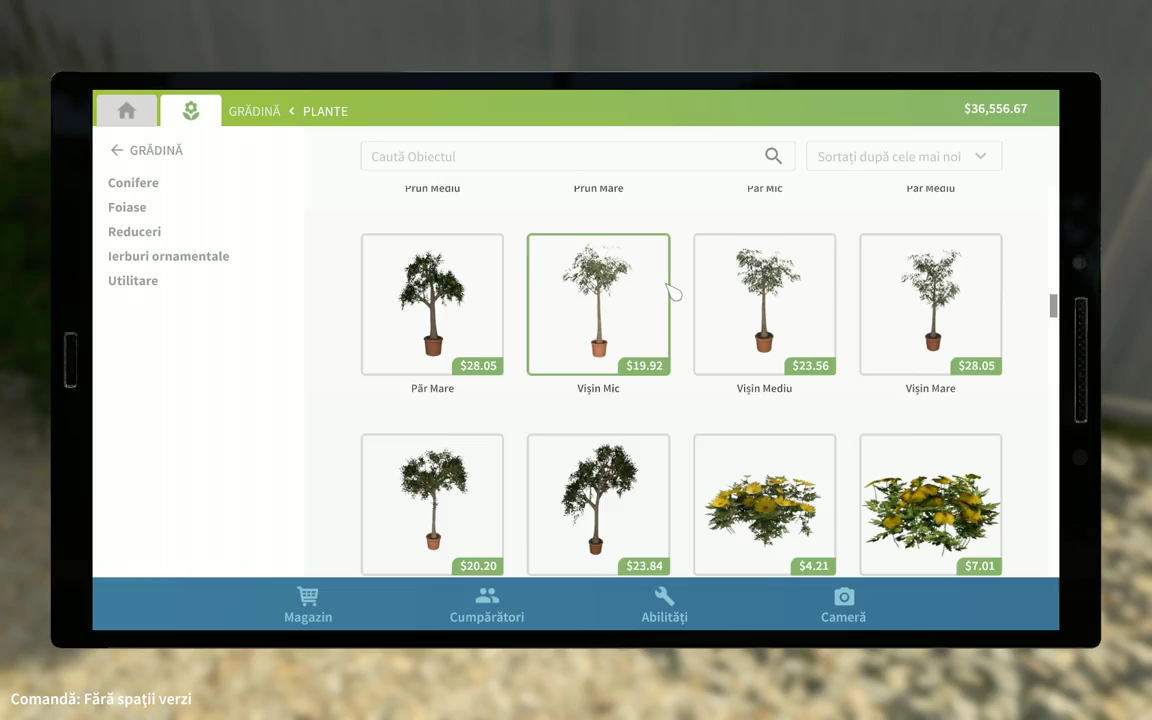 GRĂDINĂ < PLANTE
$36,556.67
GRĂDINĂ
Caută Obiectul
Sortați după cele mai noi
Conifere
Foiase
Reduceri
Ierburi ornamentale
Utilitare
Prun Mediu
Prun Mare
Păr Mic
Păr Mediu
$28.05
$19.92
$23.56
$28.05
Păr Mare
Vișin Mic
Vișin Mediu
Vișin Mare
$20.20
$23.84
$4.21
$7.01
Magazin
Cumpărători
Abilități
Cameră
Comandă: Fără spații verzi